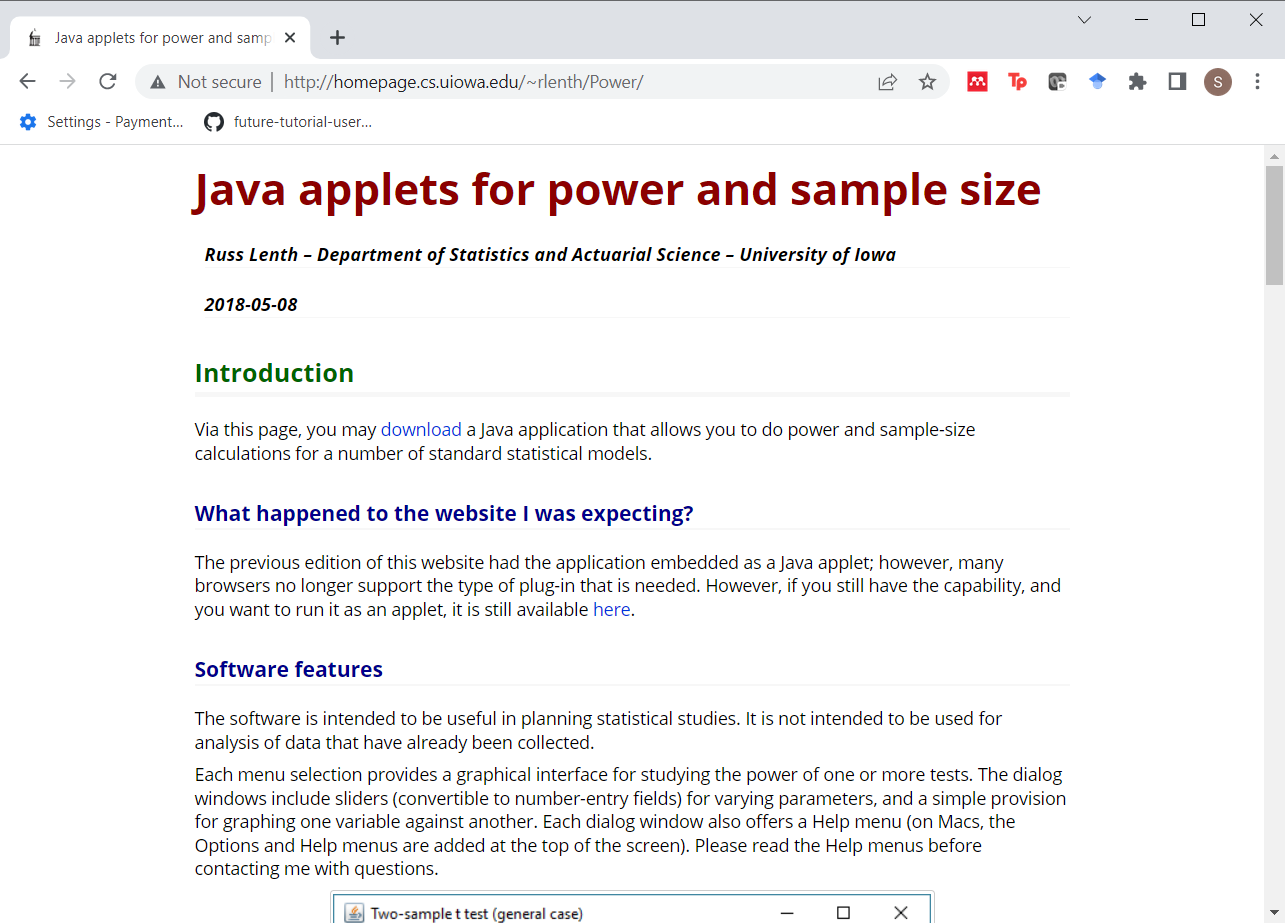 Java applets for power and samp
Not secure | http://homepage.cs.uiowa.edu/~rlenth/Power/
Tp
S
Settings - Payment...
future-tutorial-user...
Java applets for power and sample size
Russ Lenth – Department of Statistics and Actuarial Science – University of Iowa
2018-05-08
Introduction
Via this page, you may download a Java application that allows you to do power and sample-size
calculations for a number of standard statistical models.
What happened to the website I was expecting?
The previous edition of this website had the application embedded as a Java applet; however, many
browsers no longer support the type of plug-in that is needed. However, if you still have the capability, and
you want to run it as an applet, it is still available here.
Software features
The software is intended to be useful in planning statistical studies. It is not intended to be used for
analysis of data that have already been collected.
Each menu selection provides a graphical interface for studying the power of one or more tests. The dialog
windows include sliders (convertible to number-entry fields) for varying parameters, and a simple provision
for graphing one variable against another. Each dialog window also offers a Help menu (on Macs, the
Options and Help menus are added at the top of the screen). Please read the Help menus before
contacting me with questions.
Two-sample t test (general case)